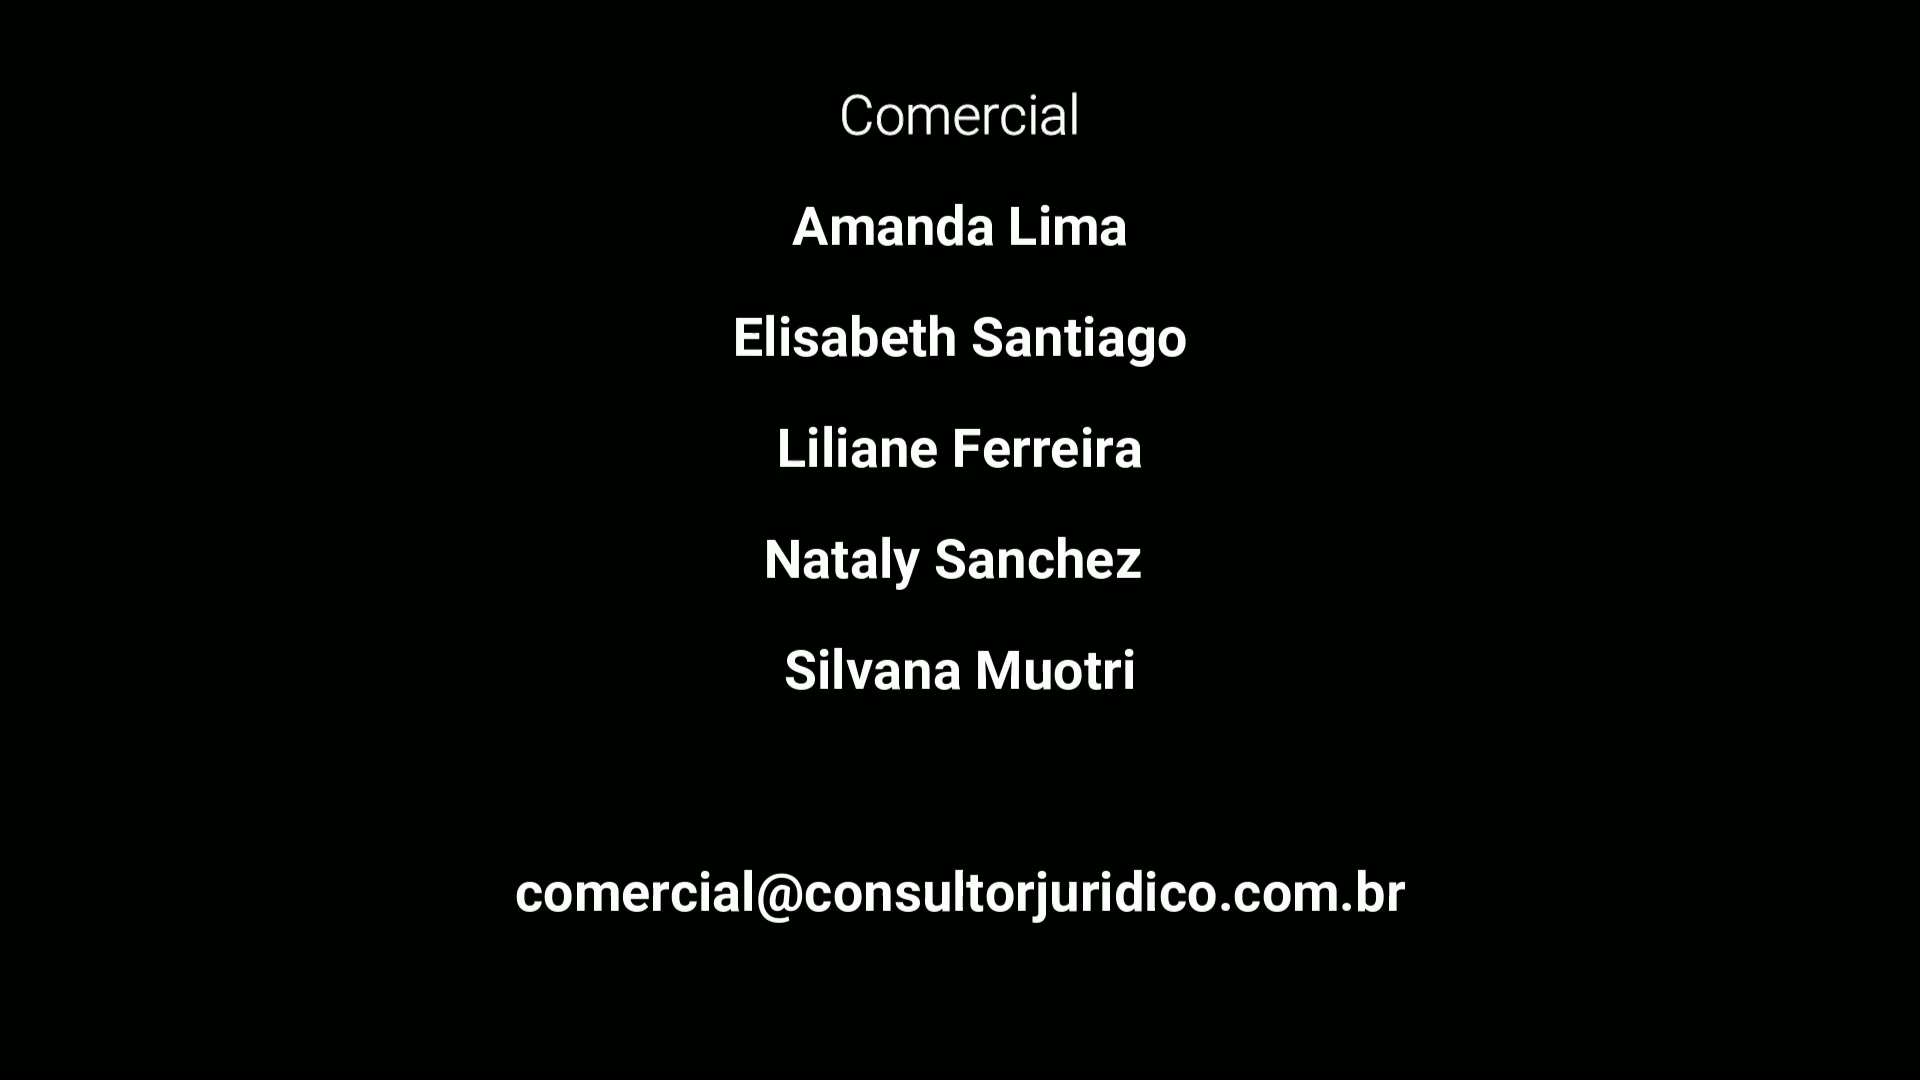 Comercial
Amanda Lima
Elisabeth Santiago
Liliane Ferreira
Nataly Sanchez
Silvana Muotri
comercial@consultorjuridico.com.br